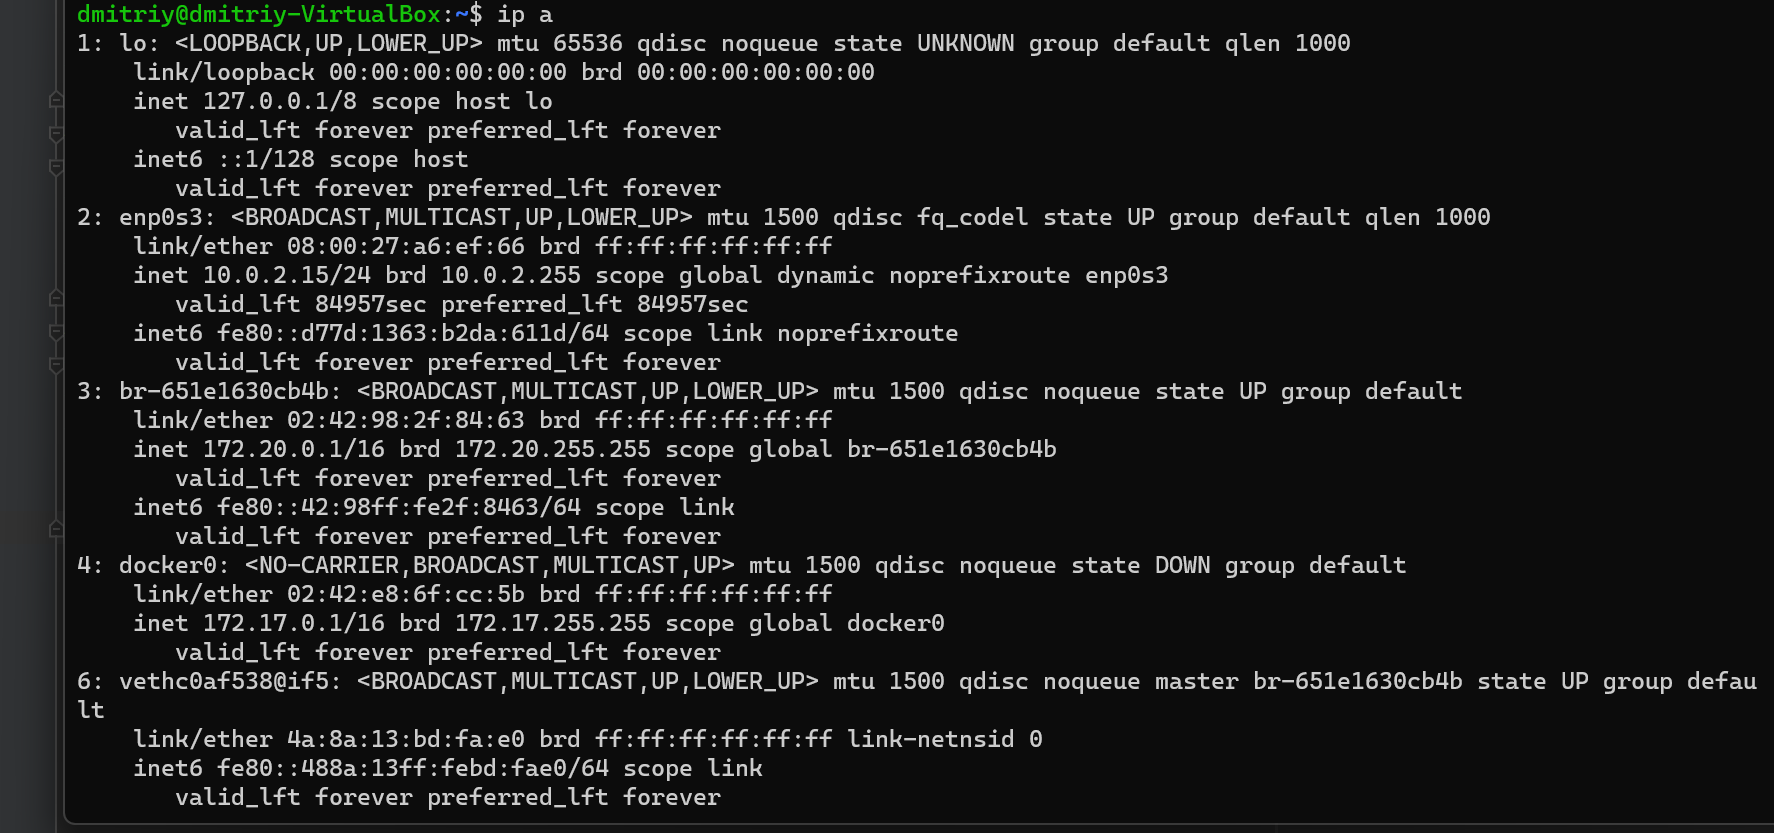 dmitriy@dmitriy-VirtualBox:~$ ip a
1: lo: <LOOPBACK,UP,LOWER_UP> mtu 65536 qdisc noqueue state UNKNOWN group default qlen 1000
    link/loopback 00:00:00:00:00:00 brd 00:00:00:00:00:00
    inet 127.0.0.1/8 scope host lo
       valid_lft forever preferred_lft forever
    inet6 ::1/128 scope host
       valid_lft forever preferred_lft forever
2: enp0s3: <BROADCAST,MULTICAST,UP,LOWER_UP> mtu 1500 qdisc fq_codel state UP group default qlen 1000
    link/ether 08:00:27:a6:ef:66 brd ff:ff:ff:ff:ff:ff
    inet 10.0.2.15/24 brd 10.0.2.255 scope global dynamic noprefixroute enp0s3
       valid_lft 84957sec preferred_lft 84957sec
    inet6 fe80::d77d:1363:b2da:611d/64 scope link noprefixroute
       valid_lft forever preferred_lft forever
3: br-651e1630cb4b: <BROADCAST,MULTICAST,UP,LOWER_UP> mtu 1500 qdisc noqueue state UP group default
    link/ether 02:42:98:2f:84:63 brd ff:ff:ff:ff:ff:ff
    inet 172.20.0.1/16 brd 172.20.255.255 scope global br-651e1630cb4b
       valid_lft forever preferred_lft forever
    inet6 fe80::42:98ff:fe2f:8463/64 scope link
       valid_lft forever preferred_lft forever
4: docker0: <NO-CARRIER,BROADCAST,MULTICAST,UP> mtu 1500 qdisc noqueue state DOWN group default
    link/ether 02:42:e8:6f:cc:5b brd ff:ff:ff:ff:ff:ff
    inet 172.17.0.1/16 brd 172.17.255.255 scope global docker0
       valid_lft forever preferred_lft forever
6: vethc0af538@if5: <BROADCAST,MULTICAST,UP,LOWER_UP> mtu 1500 qdisc noqueue master br-651e1630cb4b state UP group defau
lt
    link/ether 4a:8a:13:bd:fa:e0 brd ff:ff:ff:ff:ff:ff link-netnsid 0
    inet6 fe80::488a:13ff:febd:fae0/64 scope link
       valid_lft forever preferred_lft forever